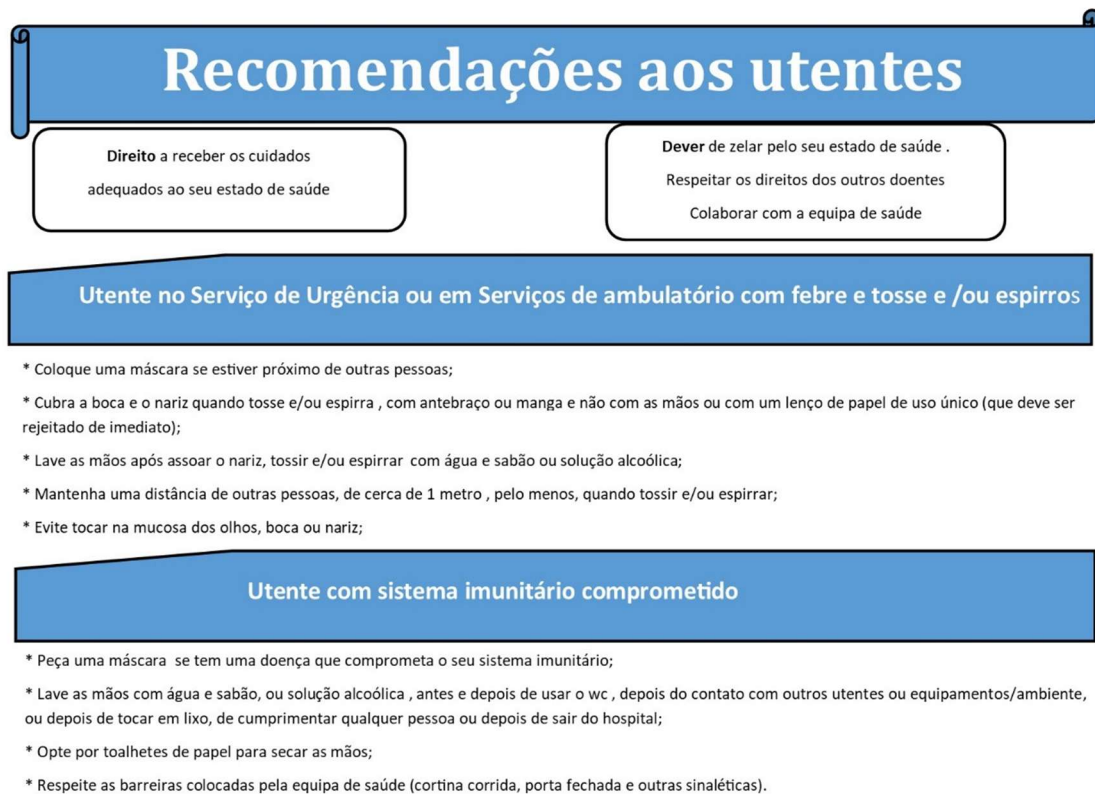 Recomendações aos utentes
Direito a receber os cuidados
adequados ao seu estado de saúde
Dever de zelar pelo seu estado de saúde .
Respeitar os direitos dos outros doentes
Colaborar com a equipa de saúde
Utente no Serviço de Urgência ou em Serviços de ambulatório com febre e tosse e /ou espirros
* Coloque uma máscara se estiver próximo de outras pessoas;
* Cubra a boca e o nariz quando tosse e/ou espirra , com antebraço ou manga e não com as mãos ou com um lenço de papel de uso único (que deve ser
rejeitado de imediato);
* Lave as mãos após assoar o nariz, tossir e/ou espirrar com água e sabão ou solução alcoólica;
* Mantenha uma distância de outras pessoas, de cerca de 1 metro , pelo menos, quando tossir e/ou espirrar;
* Evite tocar na mucosa dos olhos, boca ou nariz;
Utente com sistema imunitário comprometido
* Peça uma máscara se tem uma doença que comprometa o seu sistema imunitário;
* Lave as mãos com água e sabão, ou solução alcoólica , antes e depois de usar o wc , depois do contato com outros utentes ou equipamentos/ambiente,
ou depois de tocar em lixo, de cumprimentar qualquer pessoa ou depois de sair do hospital;
* Opte por toalhetes de papel para secar as mãos;
* Respeite as barreiras colocadas pela equipa de saúde (cortina corrida, porta fechada e outras sinaléticas).